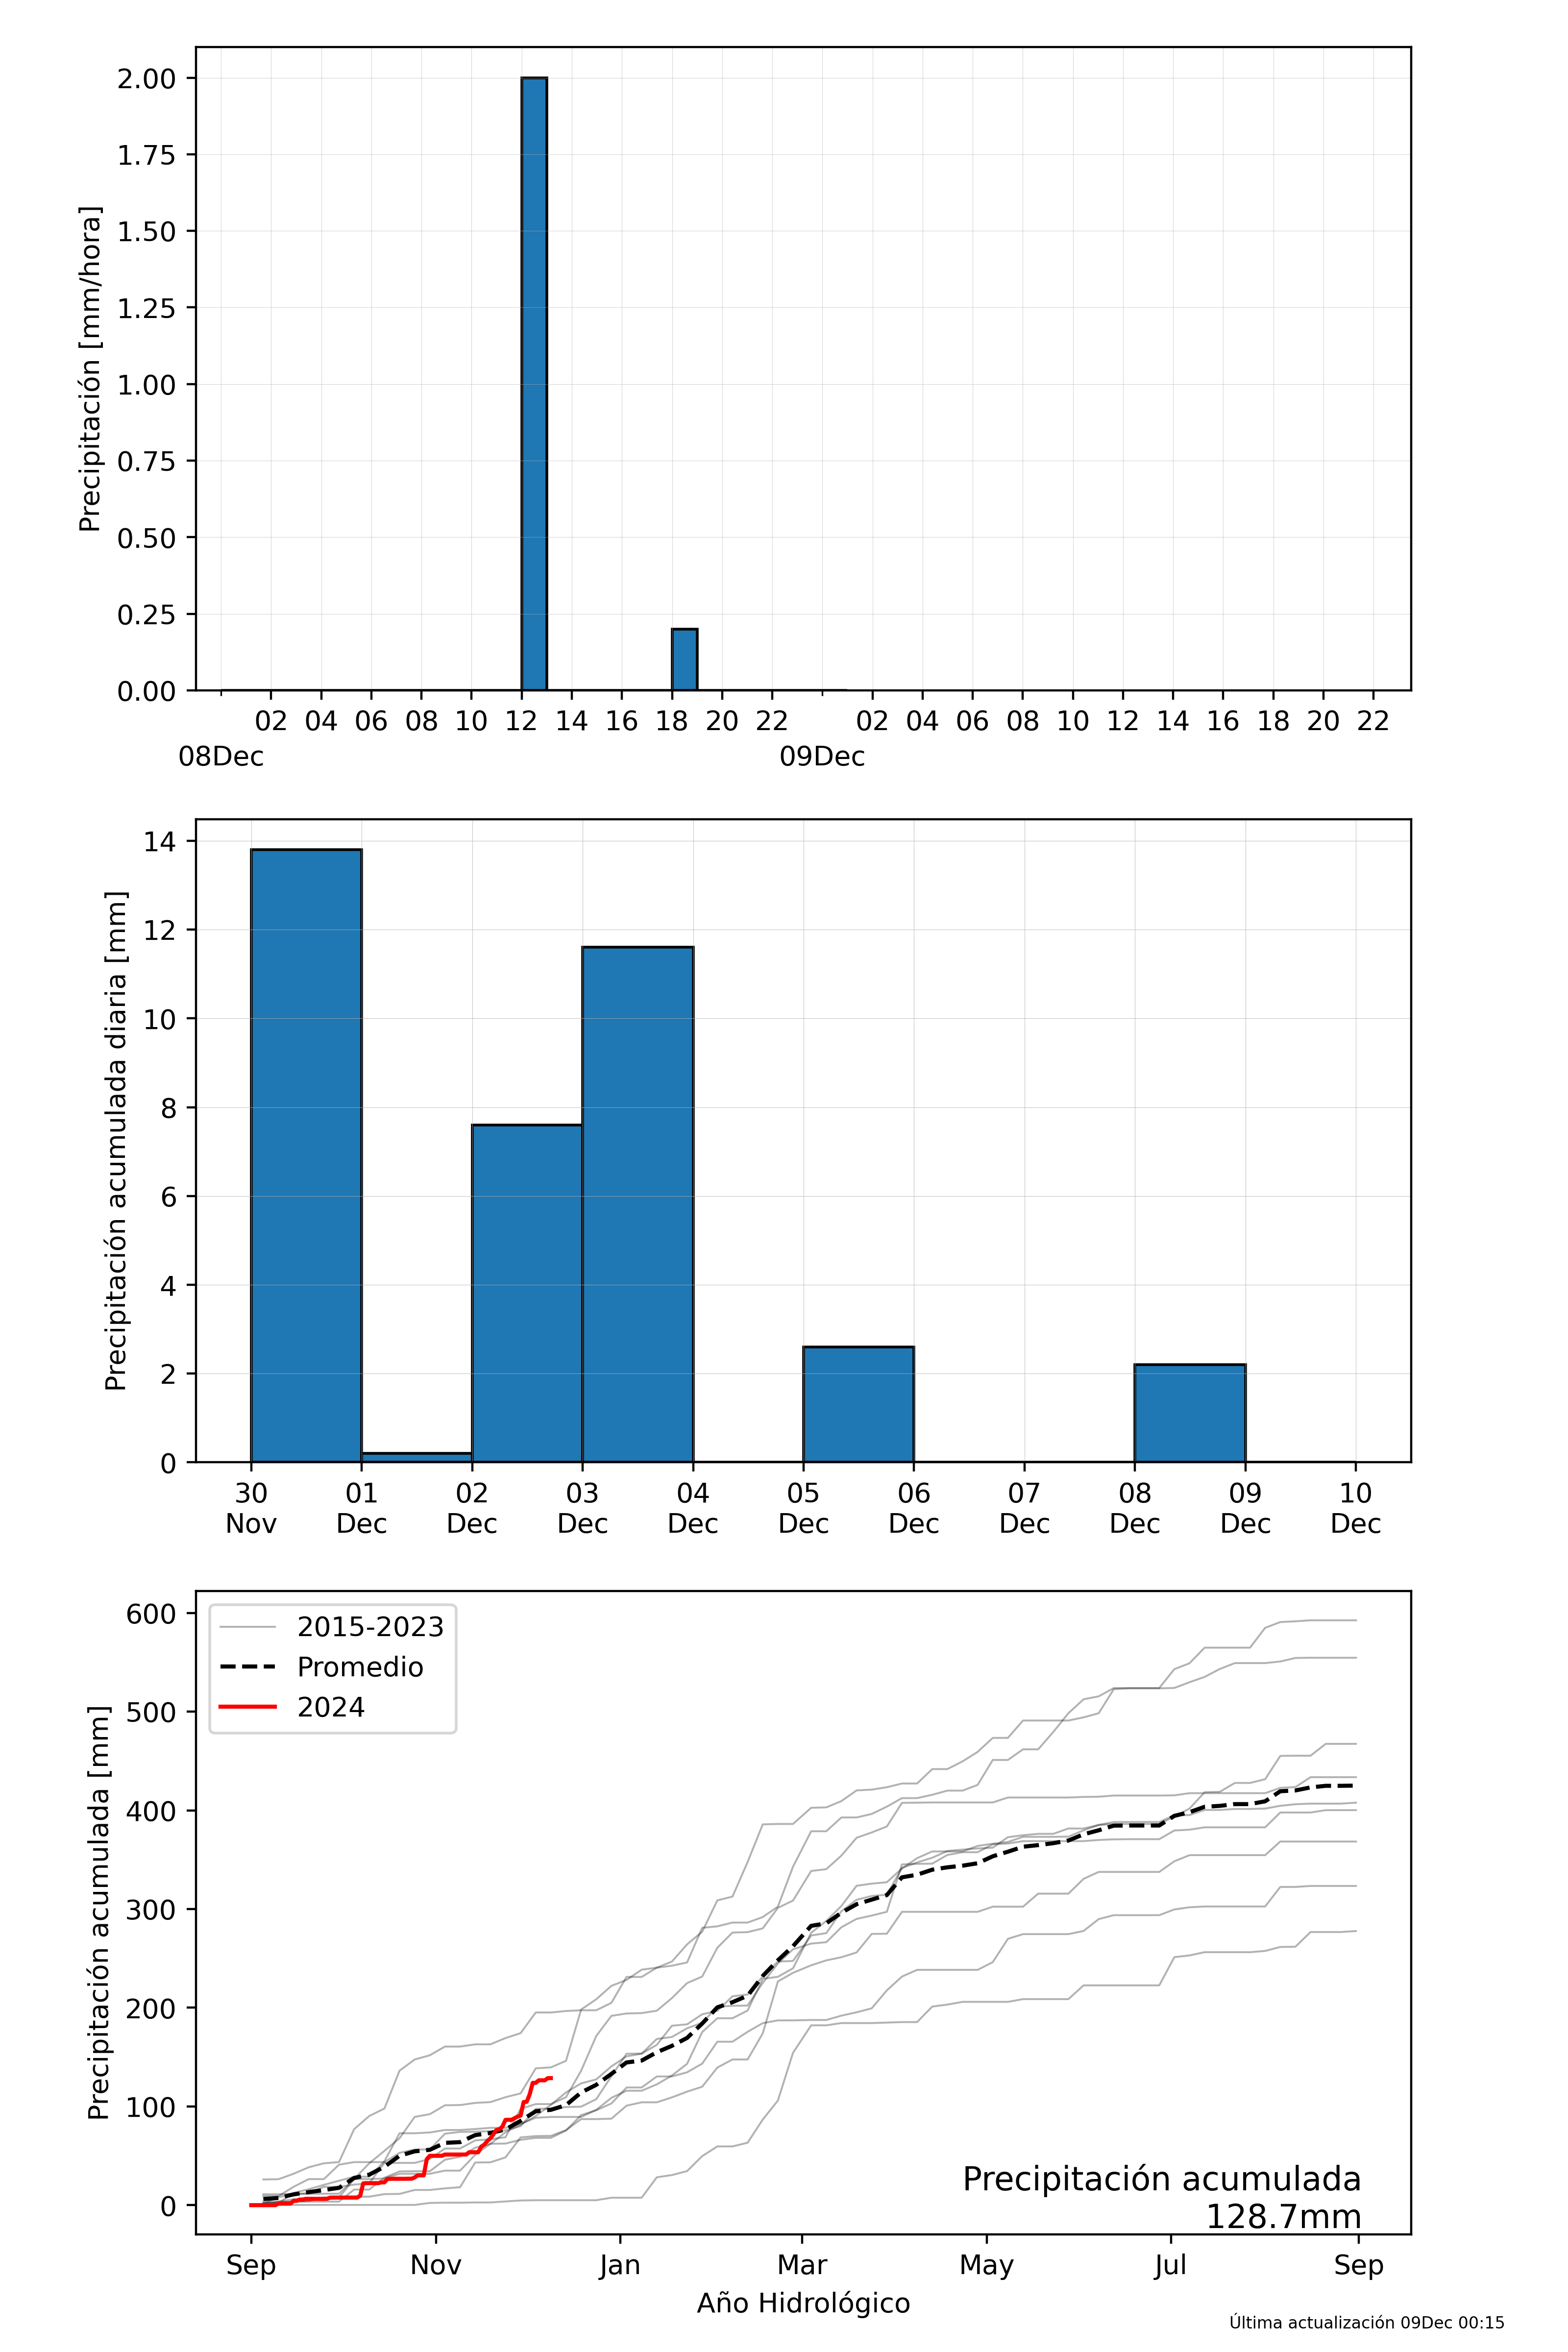 Precipitación [mm/hora]
2.00
1.75
1.50
1.25
1.00
0.75
0.50
0.25
0.00
02 04 06 08 10 12 14 16 18 20 22 02 04 06 08 10 12 14 16 18 20 22
08Dec 09Dec
Precipitación acumulada diaria [mm]
14
12
10
8
6
4
2
0
30 01 02 03 04 05 06 07 08 09 10
Nov Dec Dec Dec Dec Dec Dec Dec Dec Dec Dec
Precipitación acumulada [mm]
600
500
400
300
200
100
0
2015-2023
Promedio
2024
Precipitación acumulada
128.7mm
Sep Nov Jan Mar May Jul Sep
Año Hidrológico
Última actualización 09Dec 00:15